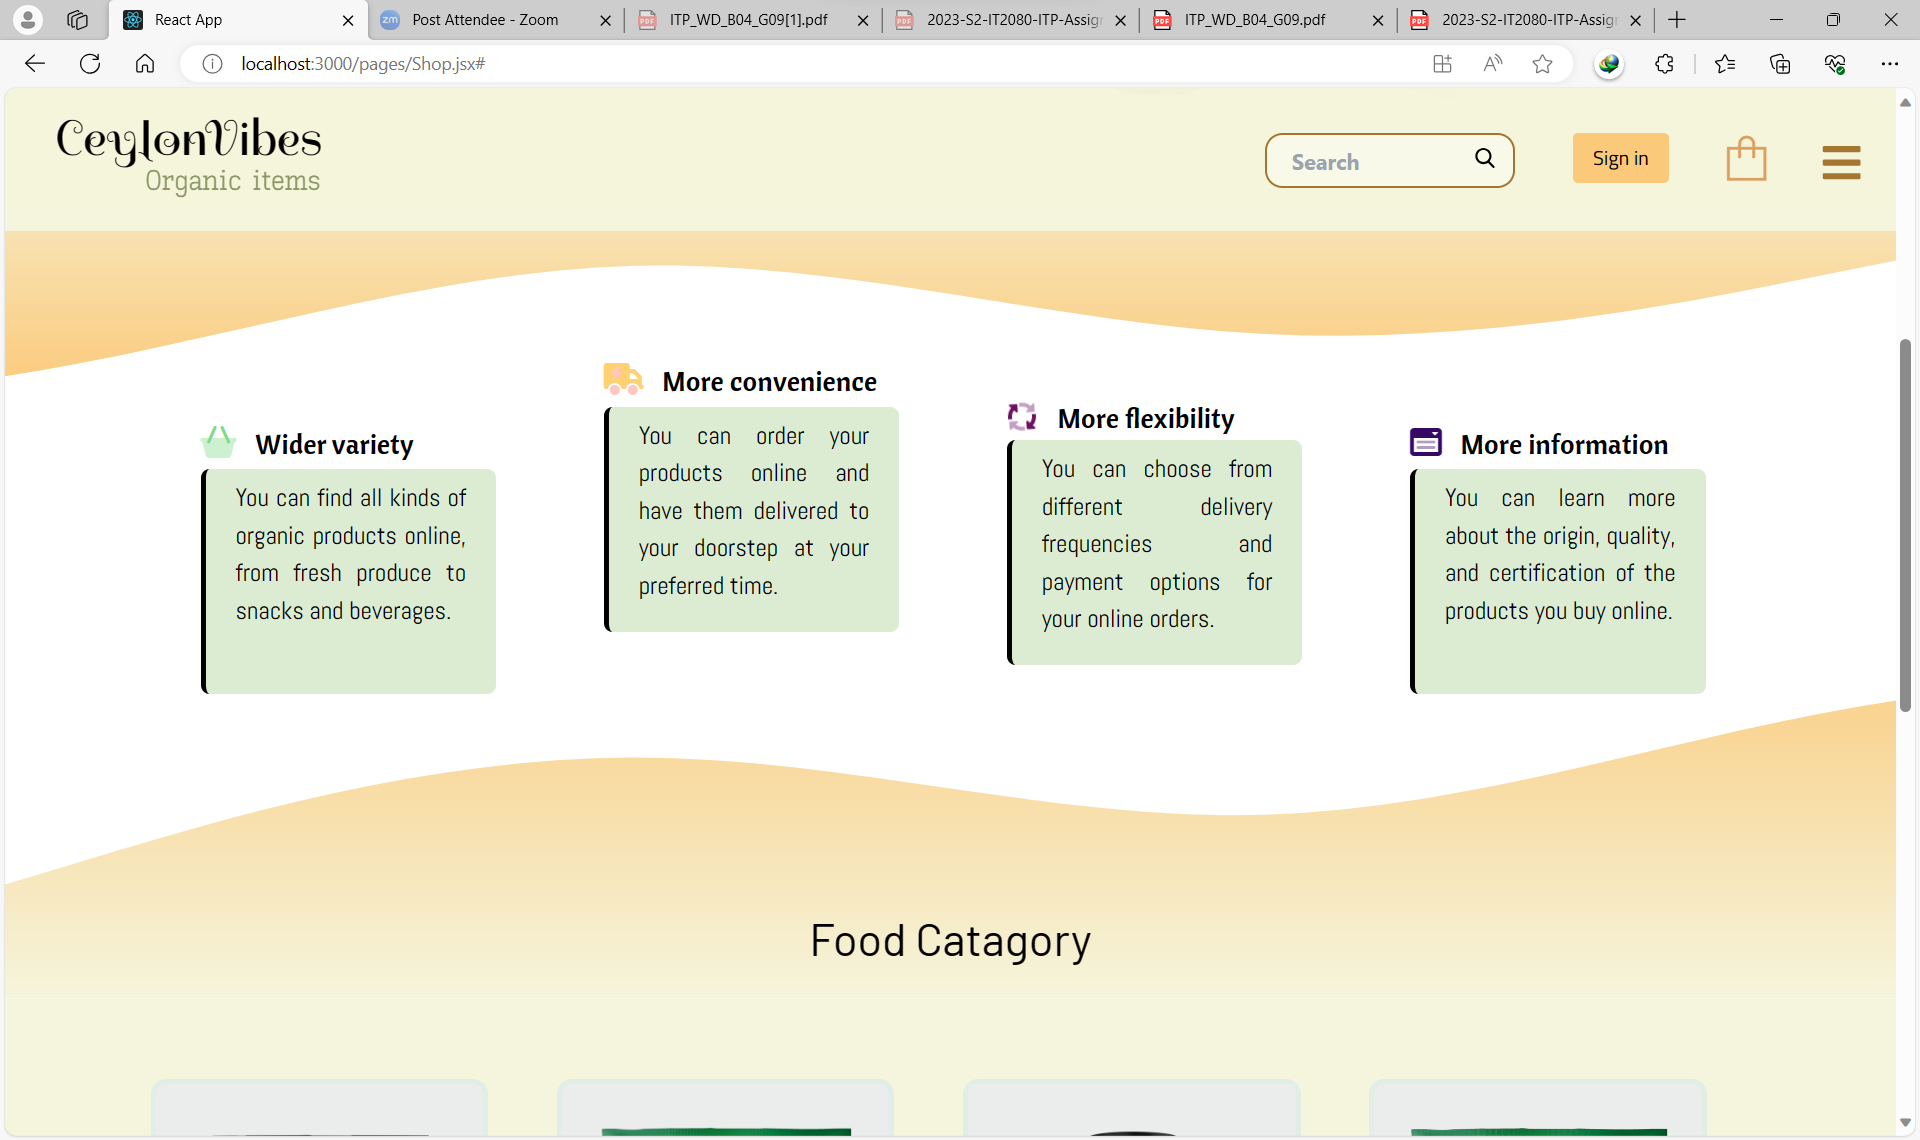 React App
Post Attendee - Zoom
ITP_WD_B04_G09[1].pdf
2023-S2-IT2080-ITP-Assig
ITP_WD_B04_G09.pdf
2023-S2-IT2080-ITP-Assig
localhost:3000/pages/Shop.jsx#
CeylonVibes
Organic items
Search
Sign in
Wider variety
You can find all kinds of
organic products online,
from fresh produce to
snacks and beverages.
More convenience
You can order your
products online and
have them delivered to
your doorstep at your
preferred time.
More flexibility
You can choose from
different delivery
frequencies and
payment options for
your online orders.
More information
You can learn more
about the origin, quality,
and certification of the
products you buy online.
Food Catagory